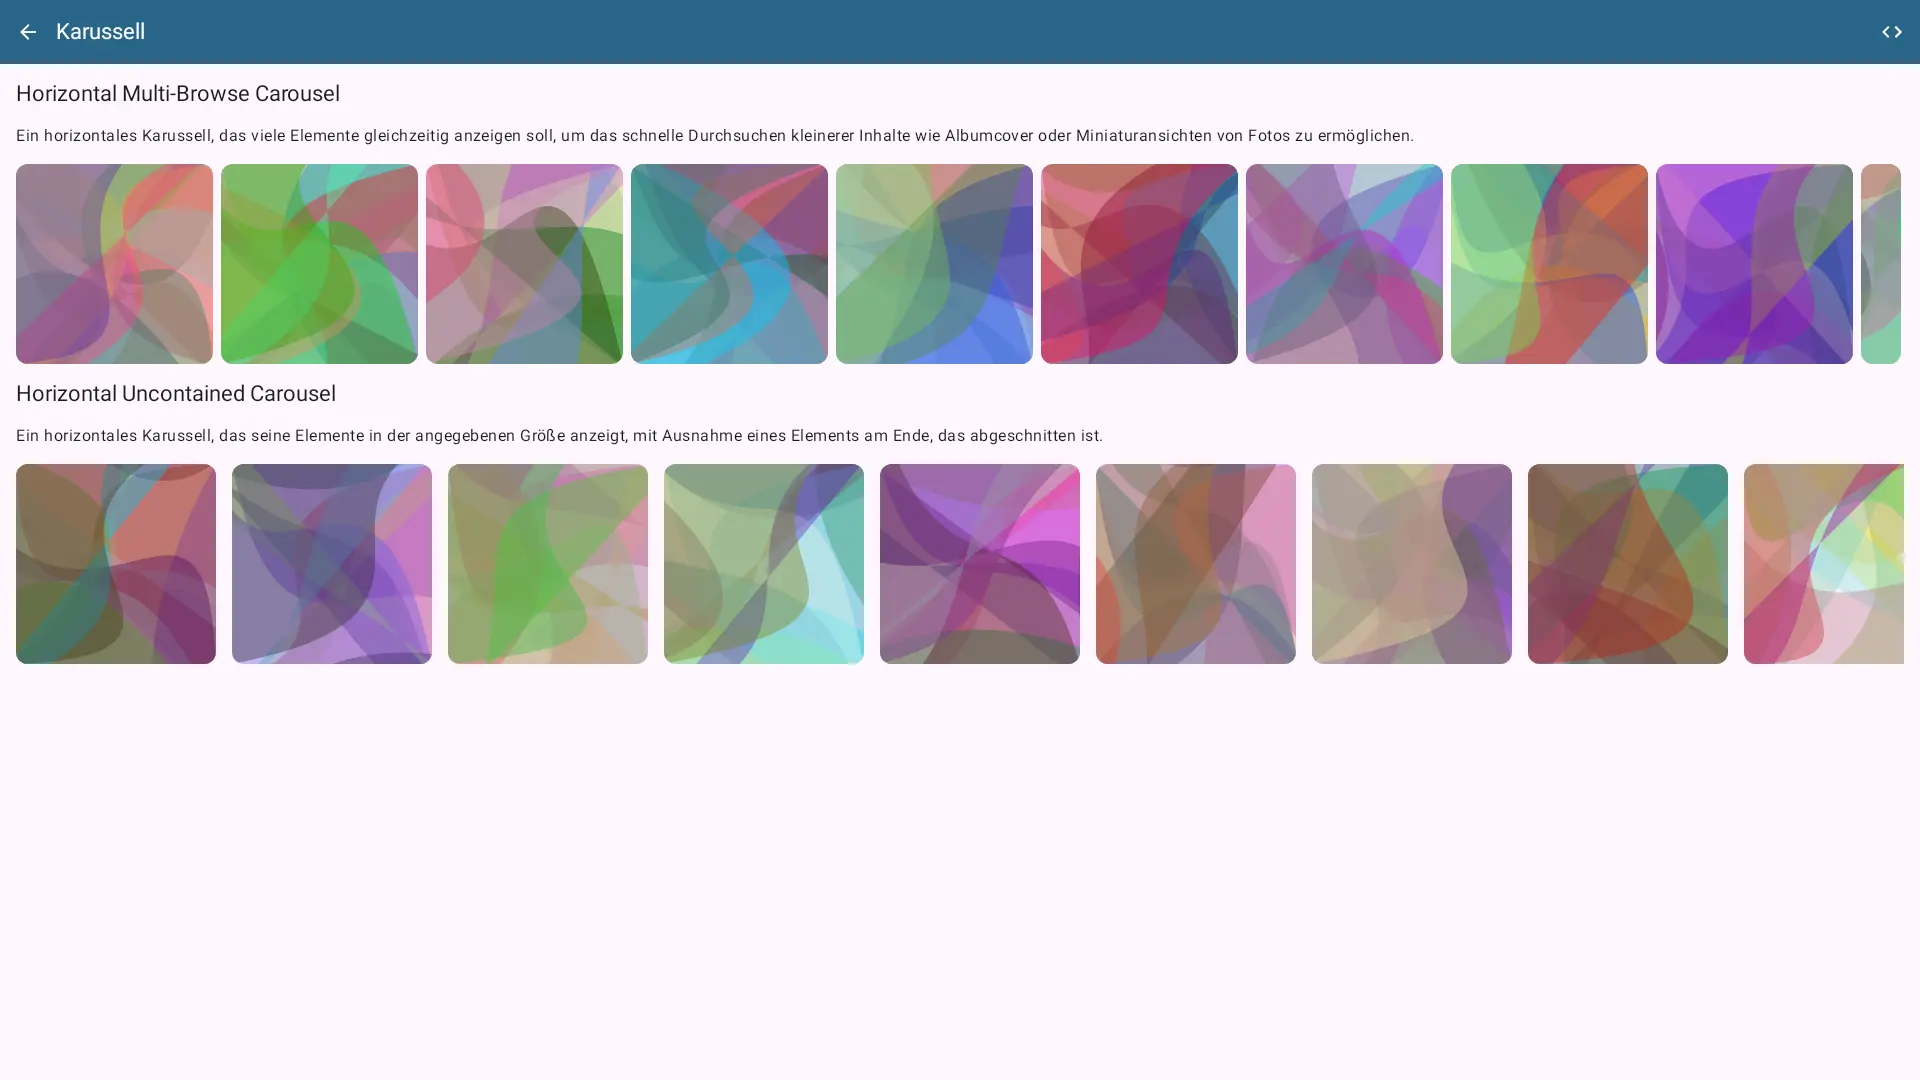 Karussell
Horizontal Multi-Browse Carousel
Ein horizontales Karussell, das viele Elemente gleichzeitig anzeigen soll, um das schnelle Durchsuchen kleinerer Inhalte wie Albumcover oder Miniaturansichten von Fotos zu ermöglichen.
Horizontal Uncontained Carousel
Ein horizontales Karussell, das seine Elemente in der angegebenen Größe anzeigt, mit Ausnahme eines Elements am Ende, das abgeschnitten ist.